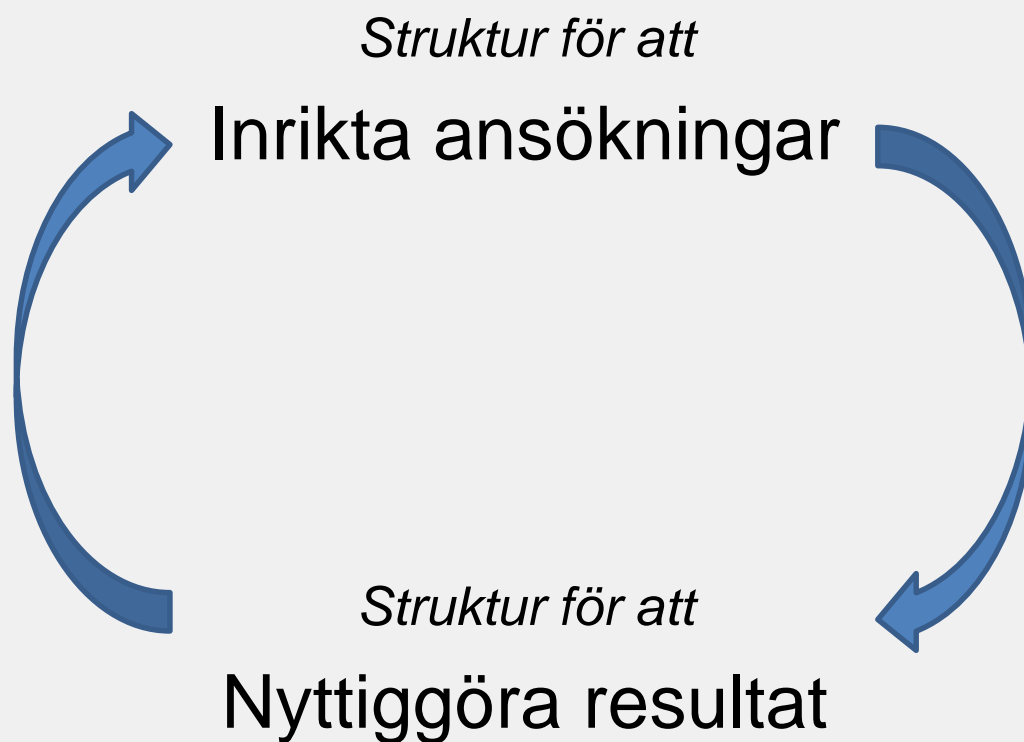 Struktur för att
Inrikta ansökningar
Struktur för att
Nyttiggöra resultat